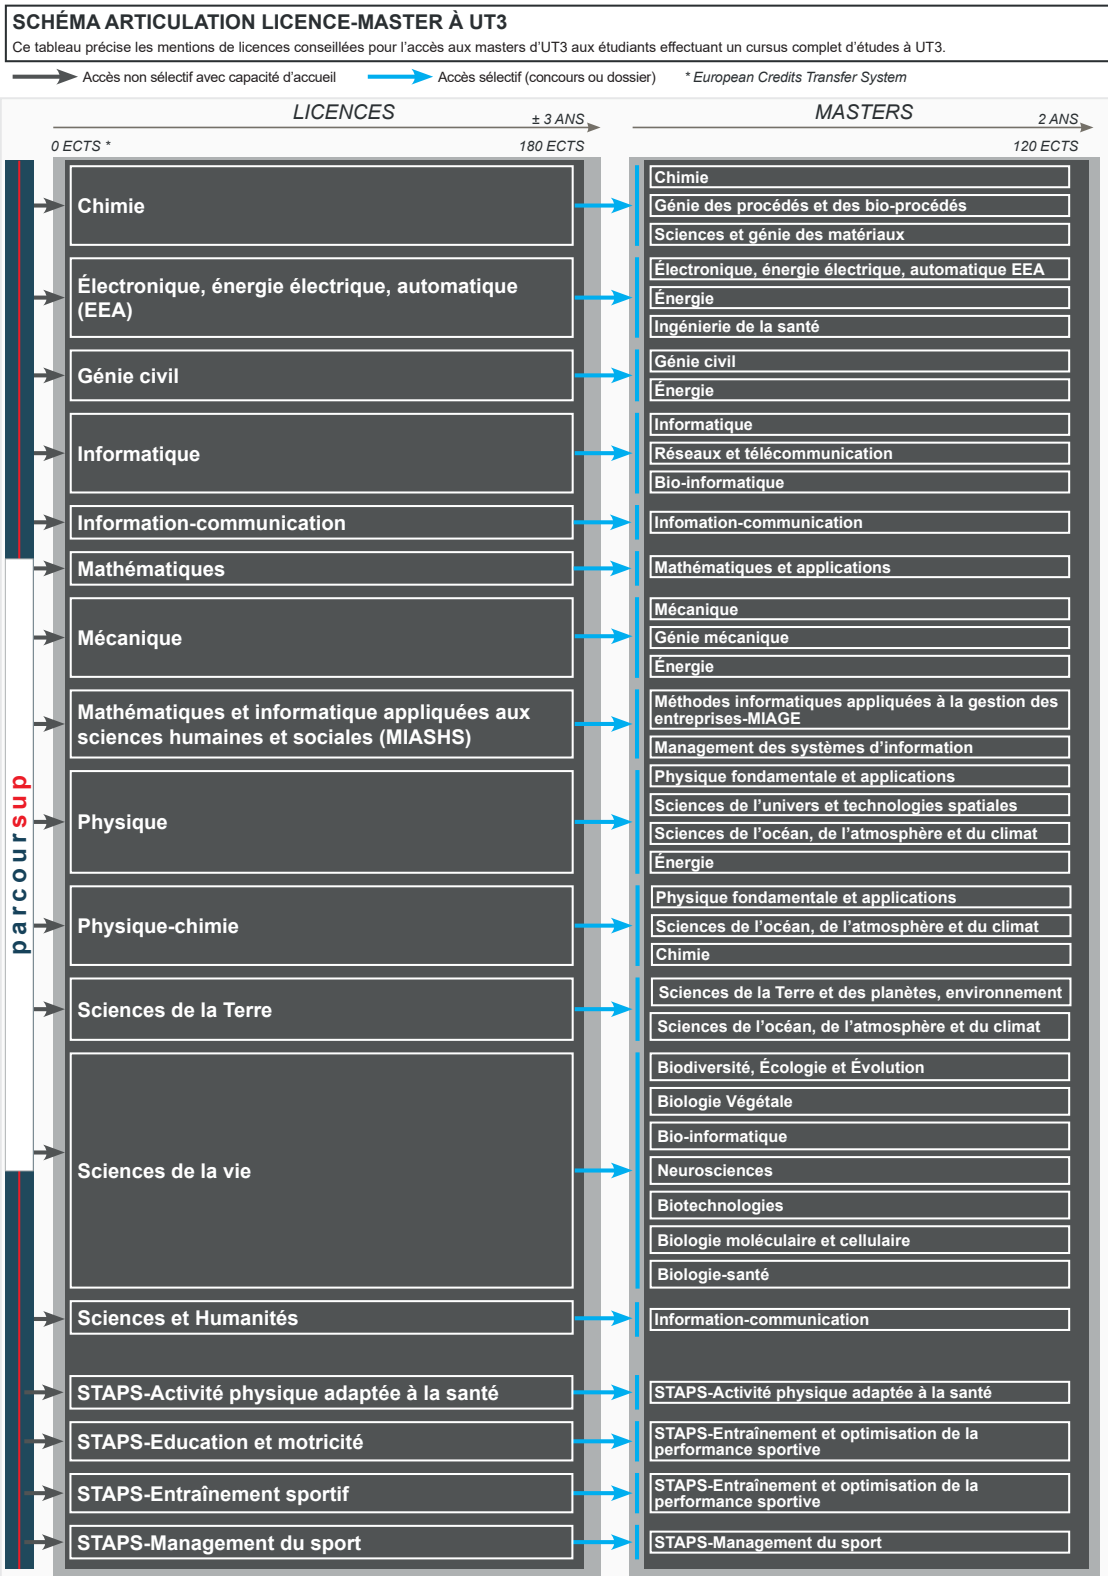 SCHÉMA ARTICULATION LICENCE-MASTER À UT3
Ce tableau précise les mentions de licences conseillées pour l'accès aux masters d'UT3 aux étudiants effectuant un cursus complet d'études à UT3.
Accès non sélectif avec capacité d'accueil
Accès sélectif (concours ou dossier)
* European Credits Transfer System
LICENCES
± 3 ANS
0 ECTS *
180 ECTS
MASTERS
2 ANS
120 ECTS
parcoursup
Chimie
Chimie
Génie des procédés et des bio-procédés
Sciences et génie des matériaux
Électronique, énergie électrique, automatique
(EEA)
Électronique, énergie électrique, automatique EEA
Énergie
Ingénierie de la santé
Génie civil
Génie civil
Énergie
Informatique
Informatique
Réseaux et télécommunication
Bio-informatique
Information-communication
Infomation-communication
Mathématiques
Mathématiques et applications
Mécanique
Mécanique
Génie mécanique
Énergie
Mathématiques et informatique appliquées aux
sciences humaines et sociales (MIASHS)
Méthodes informatiques appliquées à la gestion des
entreprises-MIAGE
Management des systèmes d'information
Physique
Physique fondamentale et applications
Sciences de l'univers et technologies spatiales
Sciences de l'océan, de l'atmosphère et du climat
Énergie
Physique-chimie
Physique fondamentale et applications
Sciences de l'océan, de l'atmosphère et du climat
Chimie
Sciences de la Terre
Sciences de la Terre et des planètes, environnement
Sciences de l'océan, de l'atmosphère et du climat
Sciences de la vie
Biodiversité, Écologie et Évolution
Biologie Végétale
Bio-informatique
Neurosciences
Biotechnologies
Biologie moléculaire et cellulaire
Biologie-santé
Sciences et Humanités
Information-communication
STAPS-Activité physique adaptée à la santé
STAPS-Activité physique adaptée à la santé
STAPS-Education et motricité
STAPS-Entraînement et optimisation de la
performance sportive
STAPS-Entraînement sportif
STAPS-Entraînement et optimisation de la
performance sportive
STAPS-Management du sport
STAPS-Management du sport